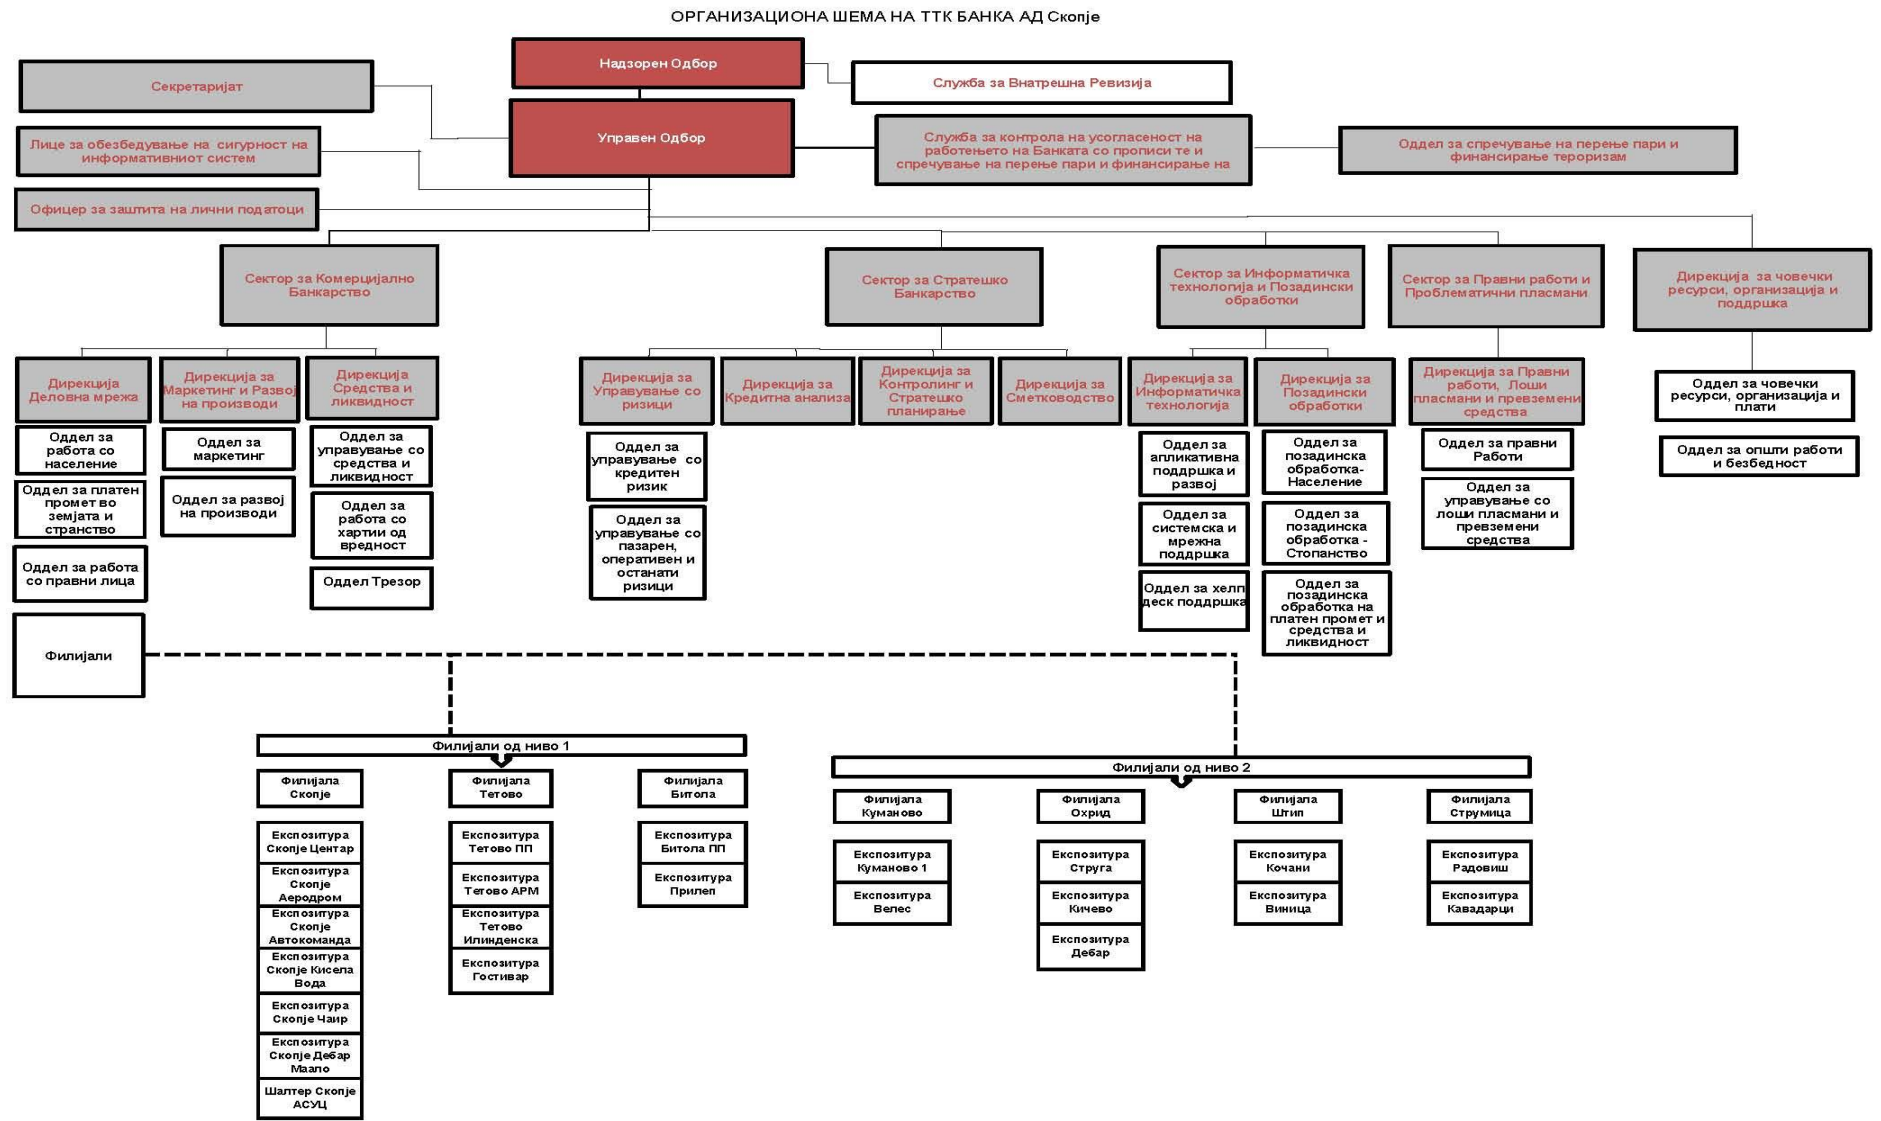 ОРГАНИЗАЦИОНА ШЕМА НА ТТК БАНКА АД Скопје
Надзорен Одбор
Секретаријат
Служба за Внатрешна Ревизија
Управен Одбор
Лице за обезбедување на сигурност на
информативниот систем
Служба за контрола на усогласеност на
работењето на Банката со прописи те и
спречување на перење пари и финансирање на
Оддел за спречување на перење пари и
финансирање тероризам
Офицер за заштита на лични податоци
Сектор за Комерцијално
Банкарство
Сектор за Стратешко
Банкарство
Сектор за Информатичка
технологија и Позадински
обработки
Сектор за Правни работи и
Проблематични пласмани
Дирекција за човечки
ресурси, организација и
поддршка
Дирекција
Деловна мрежа
Дирекција за
Маркетинг и Развој
на производи
Дирекција
Средства и
ликвидност
Дирекција за
Управување со
ризици
Дирекција за
Кредитна анализа
Дирекција за
Контролинг и
Стратешко
планирање
Дирекција за
Сметководство
Дирекција за
Информатичка
технологија
Дирекција за
Позадински
обработки
Дирекција за Правни
работи, Лоши
пласмани и превземени
средства
Оддел за човечки
ресурси, организација и
плати
Оддел за општи работи
и безбедност
Оддел за
работа со
население
Оддел за платен
промет во
земјата и
странство
Оддел за работа
со правни лица
Филијали
Оддел за
маркетинг
Оддел за развој
на производи
Оддел за
управување со
средства и
ликвидност
Оддел за
работа со
хартии од
вредност
Оддел Трезор
Оддел за
управување со
кредитен
ризик
Оддел за
управување со
пазарен,
оперативен и
останати
ризици
Оддел за
апликативна
поддршка и
развој
Оддел за
системска и
мрежна
поддршка
Оддел за хелп
деск поддршка
Оддел за
позадинска
обработка-
Население
Оддел за
позадинска
обработка -
Стопанство
Оддел за
позадинска
обработка на
платен промет и
средства и
ликвидност
Оддел за правни
Работи
Оддел за
управување со
лоши пласмани и
превземени
средства
Филијали од ниво 1
Филијала
Скопје
Експозитура
Скопје Центар
Експозитура
Скопје
Аеродром
Експозитура
Скопје
Автокоманда
Експозитура
Скопје Кисела
Вода
Експозитура
Скопје Чаир
Експозитура
Скопје Дебар
Маало
Шалтер Скопје
АСУЦ
Филијала
Тетово
Експозитура
Тетово ПП
Експозитура
Тетово АРМ
Експозитура
Тетово
Илинденска
Експозитура
Гостивар
Филијала
Битола
Експозитура
Битола ПП
Експозитура
Прилеп
Филијали од ниво 2
Филијала
Куманово
Експозитура
Куманово 1
Експозитура
Велес
Филијала
Охрид
Експозитура
Струга
Експозитура
Кичево
Експозитура
Дебар
Филијала
Штип
Експозитура
Кочани
Експозитура
Виница
Филијала
Струмица
Експозитура
Радовиш
Експозитура
Кавадарци